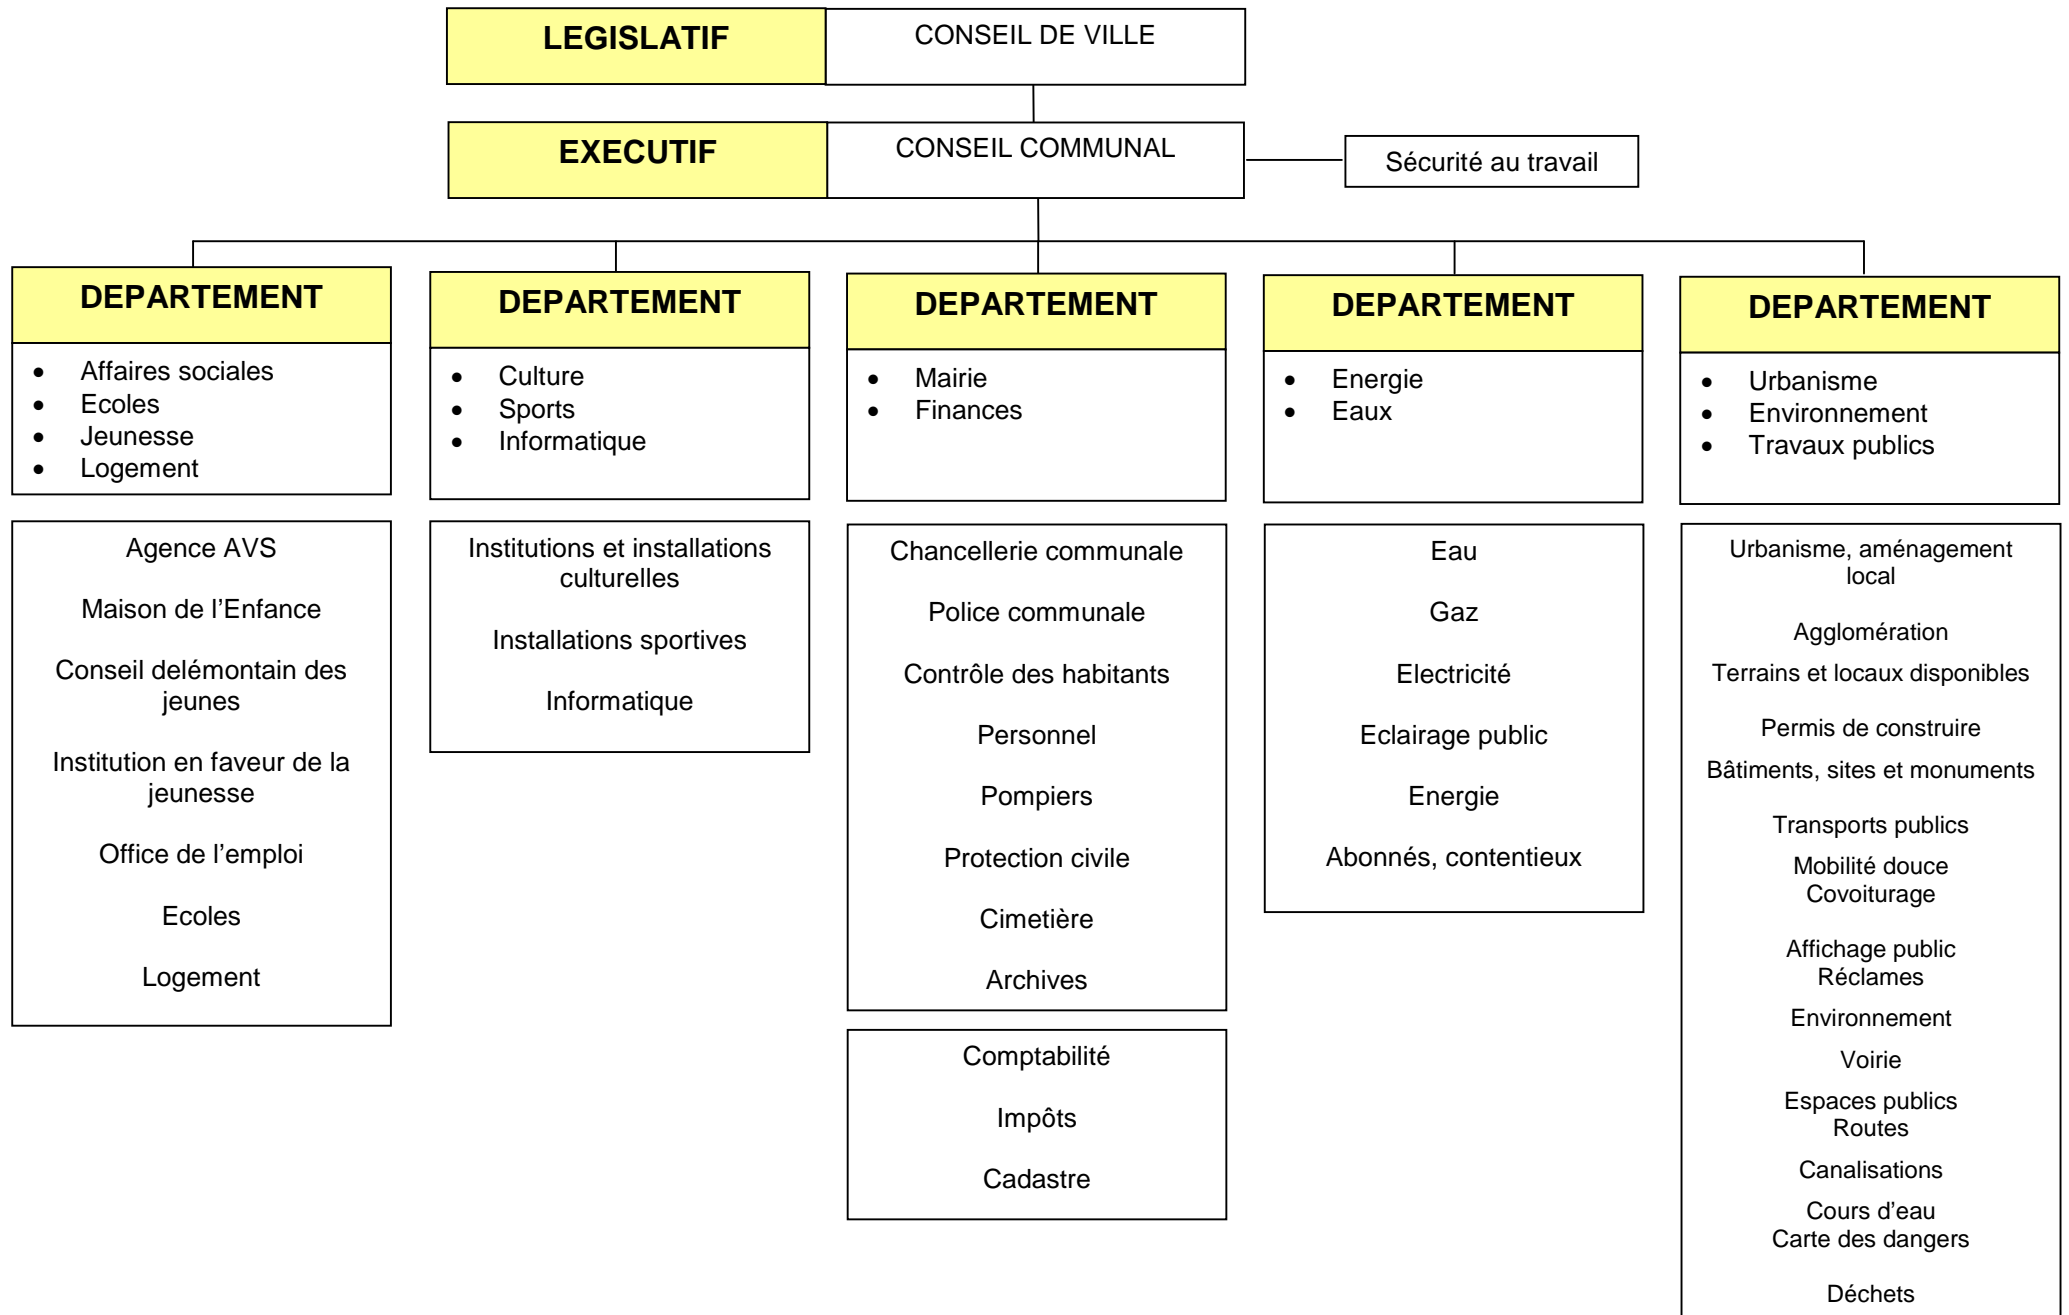 LEGISLATIF
CONSEIL DE VILLE
EXECUTIF
CONSEIL COMMUNAL
Sécurité au travail
DEPARTEMENT
• Affaires sociales
• Ecoles
• Jeunesse
• Logement
Agence AVS
Maison de l’Enfance
Conseil delémontain des
jeunes
Institution en faveur de la
jeunesse
Office de l’emploi
Ecoles
Logement
DEPARTEMENT
• Culture
• Sports
• Informatique
Institutions et installations
culturelles
Installations sportives
Informatique
DEPARTEMENT
• Mairie
• Finances
Chancellerie communale
Police communale
Contrôle des habitants
Personnel
Pompiers
Protection civile
Cimetière
Archives
Comptabilité
Impôts
Cadastre
DEPARTEMENT
• Energie
• Eaux
Eau
Gaz
Electricité
Eclairage public
Energie
Abonnés, contentieux
DEPARTEMENT
• Urbanisme
• Environnement
• Travaux publics
Urbanisme, aménagement
local
Agglomération
Terrains et locaux disponibles
Permis de construire
Bâtiments, sites et monuments
Transports publics
Mobilité douce
Covoiturage
Affichage public
Réclames
Environnement
Voirie
Espaces publics
Routes
Canalisations
Cours d’eau
Carte des dangers
Déchets